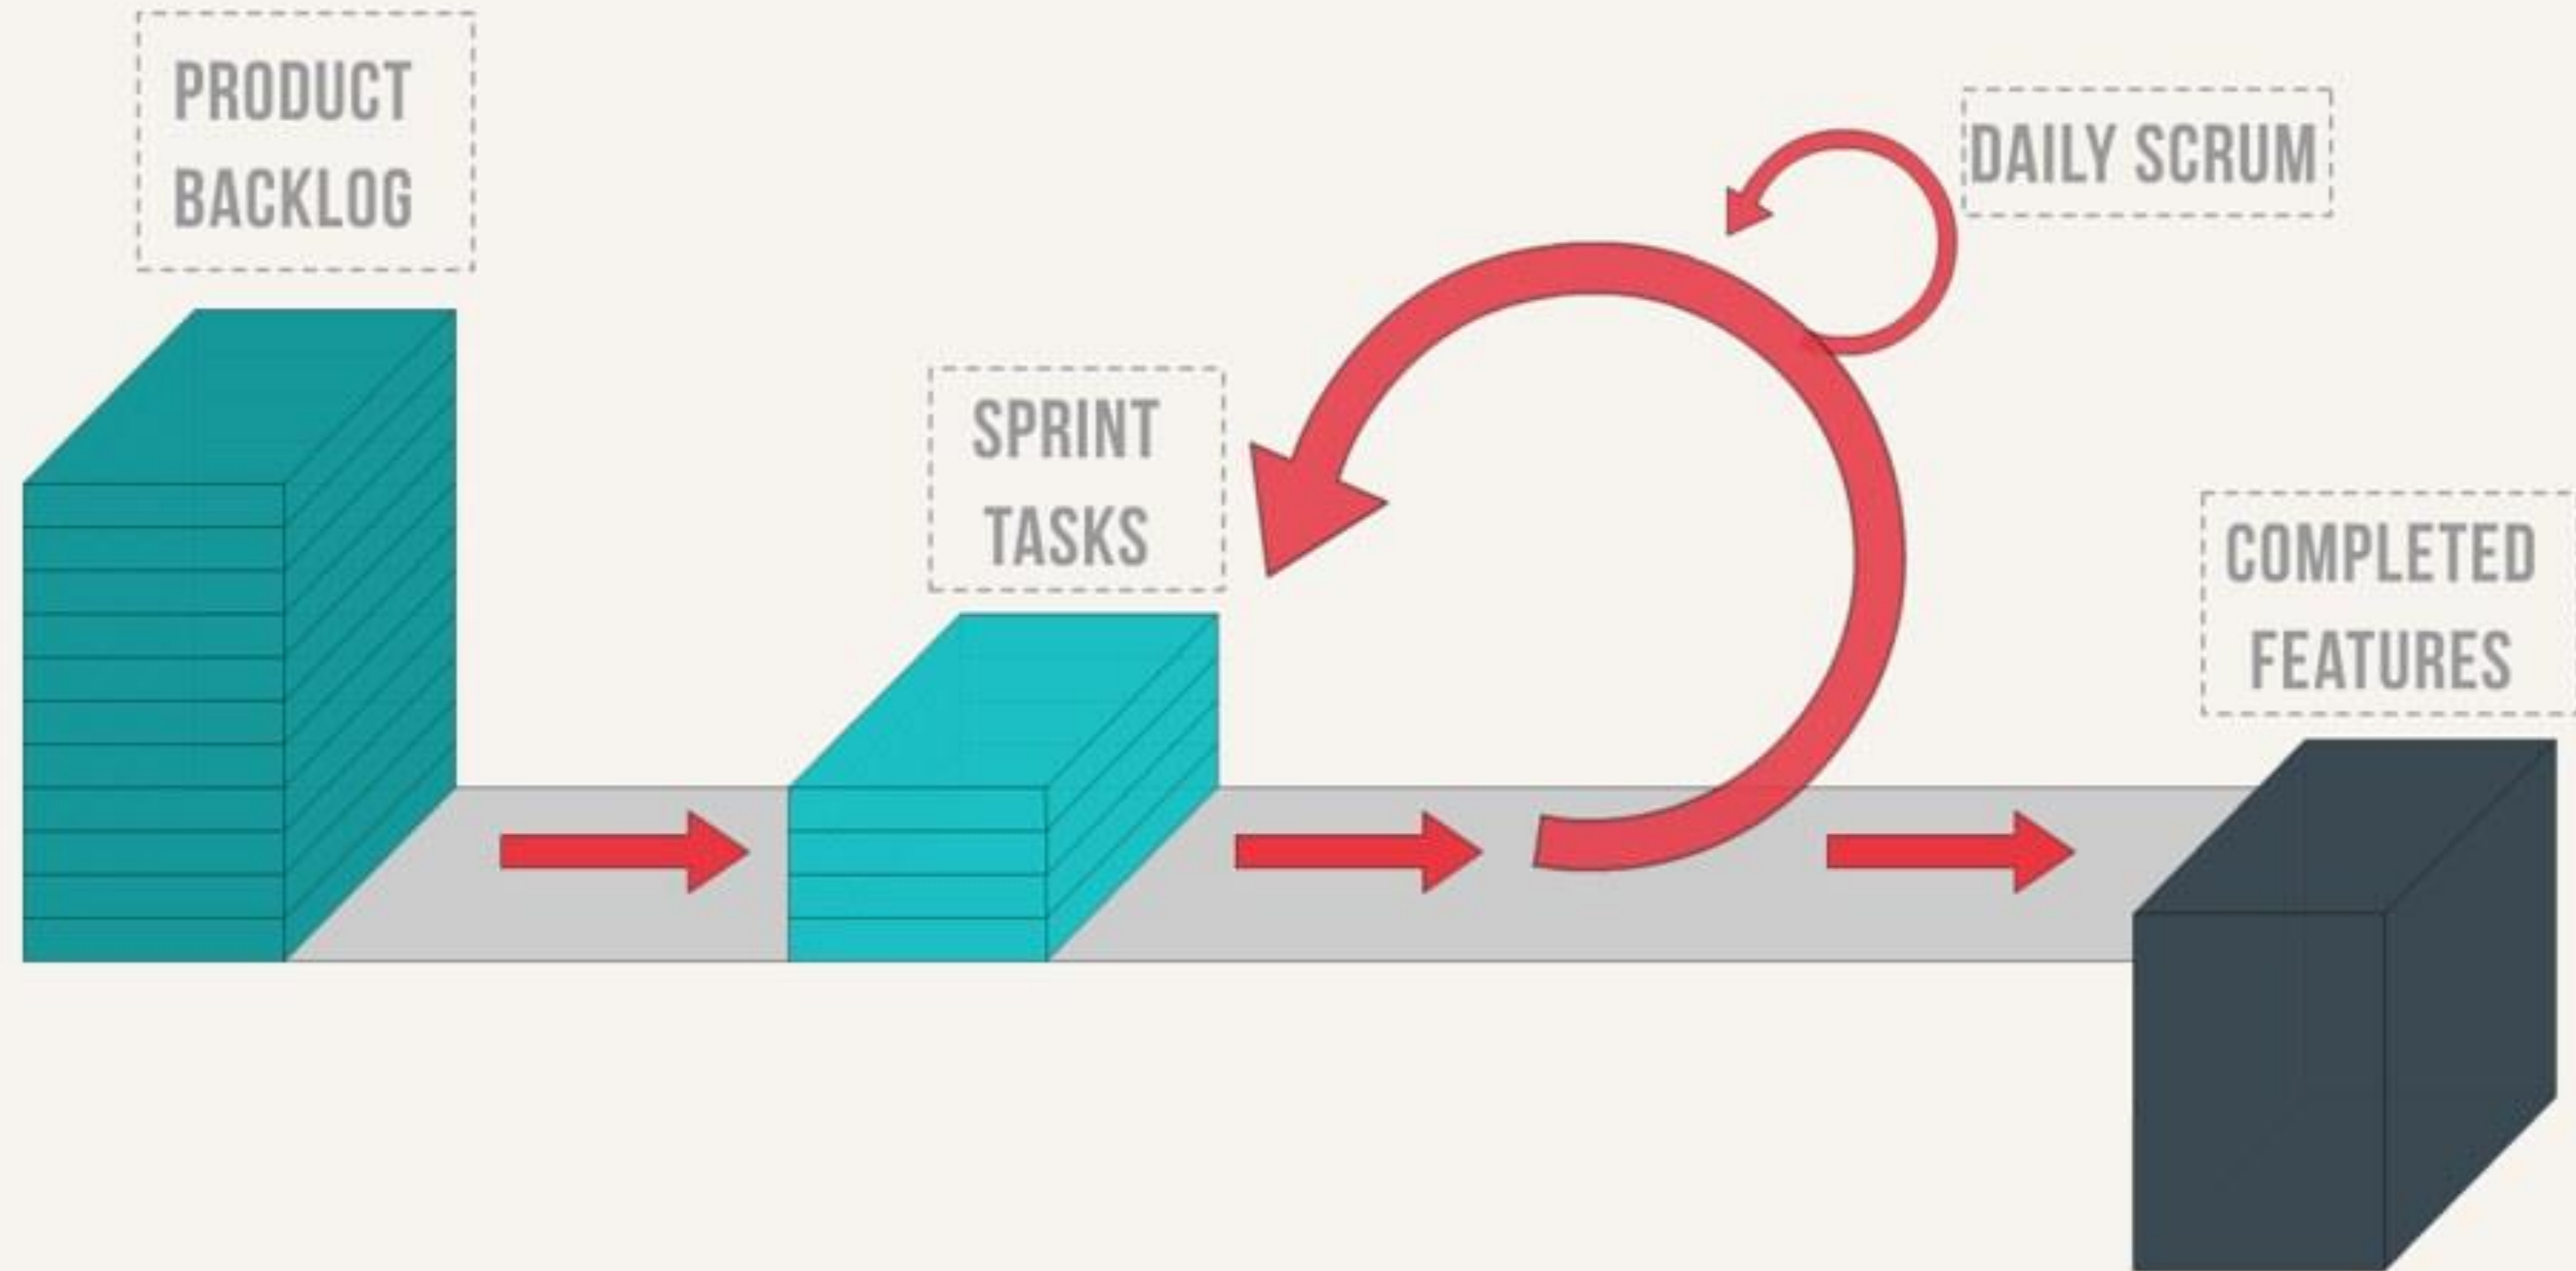 PRODUCT
BACKLOG
DAILY SCRUM
SPRINT
TASKS
COMPLETED
FEATURES